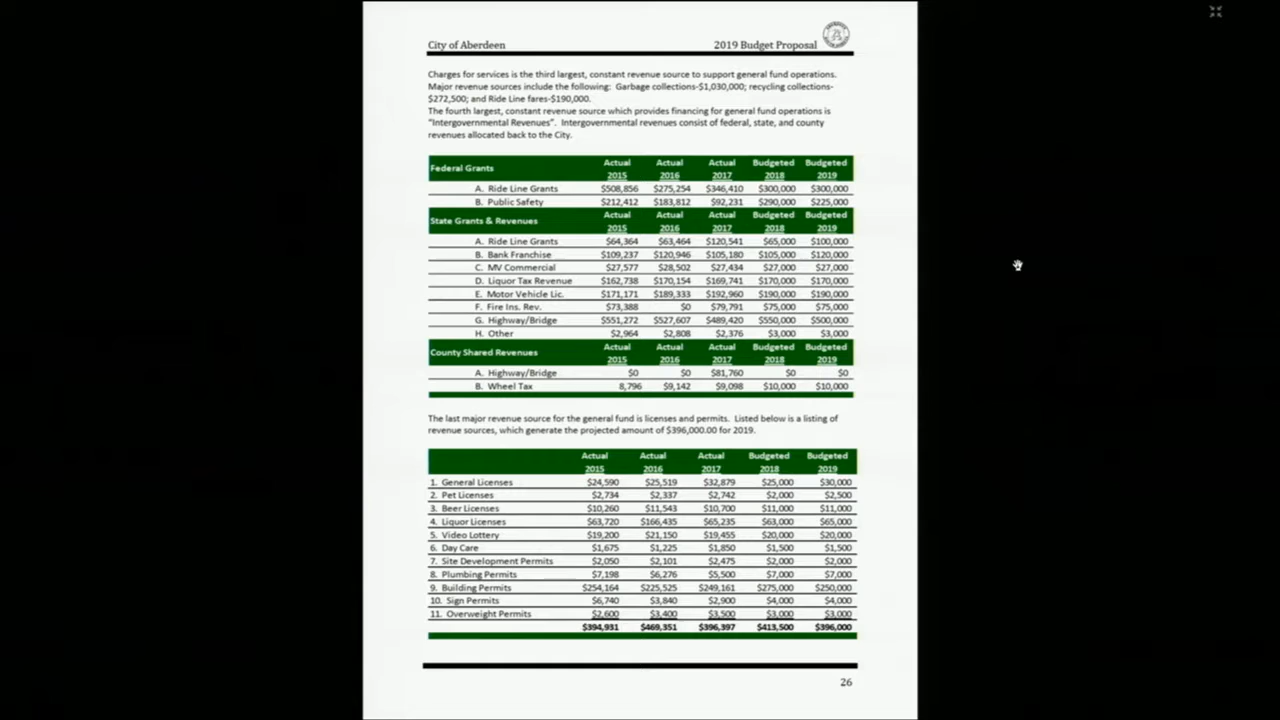 City of Aberdeen 2019 Budget Proposal
Charges for services is the third largest, constant revenue source to support general fund operations.
Major revenue sources include the following: Garbage collections-$1,030,000; recycling collections-
$272,500; and Ride Line fares-$190,000.
The fourth largest, constant revenue source which provides financing for general fund operations is
“Intergovernmental Revenues”. Intergovernmental revenues consist of federal, state, and county
revenues allocated back to the City.
Actual Actual Actual Budgeted Budgeted
Federal Grants
2015 2016 2017 2018 2019
A. Ride Line Grants $508,856 $275,254 $346,410 $300,000 $300,000
B. Public Safety $212,412 $183,812 $92,231 $290,000 $225,000
Actual Actual Actual Budgeted Budgeted
State Grants & Revenues
2015 2016 2017 2018 2019
A. Ride Line Grants $64,364 $63,464 $120,541 $65,000 $100,000
B. Bank Franchise $109,237 $120,946 $105,180 $105,000 $120,000
C. MV Commercial $27,577 $28,502 $27,434 $27,000 $27,000
D. Liquor Tax Revenue $162,738 $170,154 $169,741 $170,000 $170,000
E. Motor Vehicle Lic. $171,171 $189,333 $192,960 $190,000 $190,000
F. Fire Ins. Rev. $73,388 $0 $79,791 $75,000 $75,000
G. Highway/Bridge $551,272 $527,607 $489,420 $550,000 $500,000
H. Other $2,964 $2,808 $2,376 $3,000 $3,000
Actual Actual Actual Budgeted Budgeted
County Shared Revenues
2015 2016 2017 2018 2019
A. Highway/Bridge $0 $0 $81,760 $0 $0
B. Wheel Tax 8,796 $9,142 $9,098 $10,000 $10,000
The last major revenue source for the general fund is licenses and permits. Listed below is a listing of
revenue sources, which generate the projected amount of $396,000.00 for 2019.
Actual Actual Actual Budgeted Budgeted
2015 2016 2017 2018 2019
1. General Licenses $24,590 $25,519 $32,879 $25,000 $30,000
2. Pet Licenses $2,734 $2,337 $2,742 $2,000 $2,500
3. Beer Licenses $10,260 $11,543 $10,700 $11,000 $11,000
4. Liquor Licenses $63,720 $166,435 $65,235 $63,000 $65,000
5. Video Lottery $19,200 $21,150 $19,455 $20,000 $20,000
6. Day Care $1,675 $1,225 $1,850 $1,500 $1,500
7. Site Development Permits $2,050 $2,101 $2,475 $2,000 $2,000
8. Plumbing Permits $7,198 $6,276 $5,500 $7,000 $7,000
9. Building Permits $254,164 $225,525 $249,161 $275,000 $250,000
10. Sign Permits $6,740 $3,840 $2,900 $4,000 $4,000
11. Overweight Permits $2,600 $3,400 $3,500 $3,000 $3,000
$394,931 $469,351 $396,397 $413,500 $396,000
26